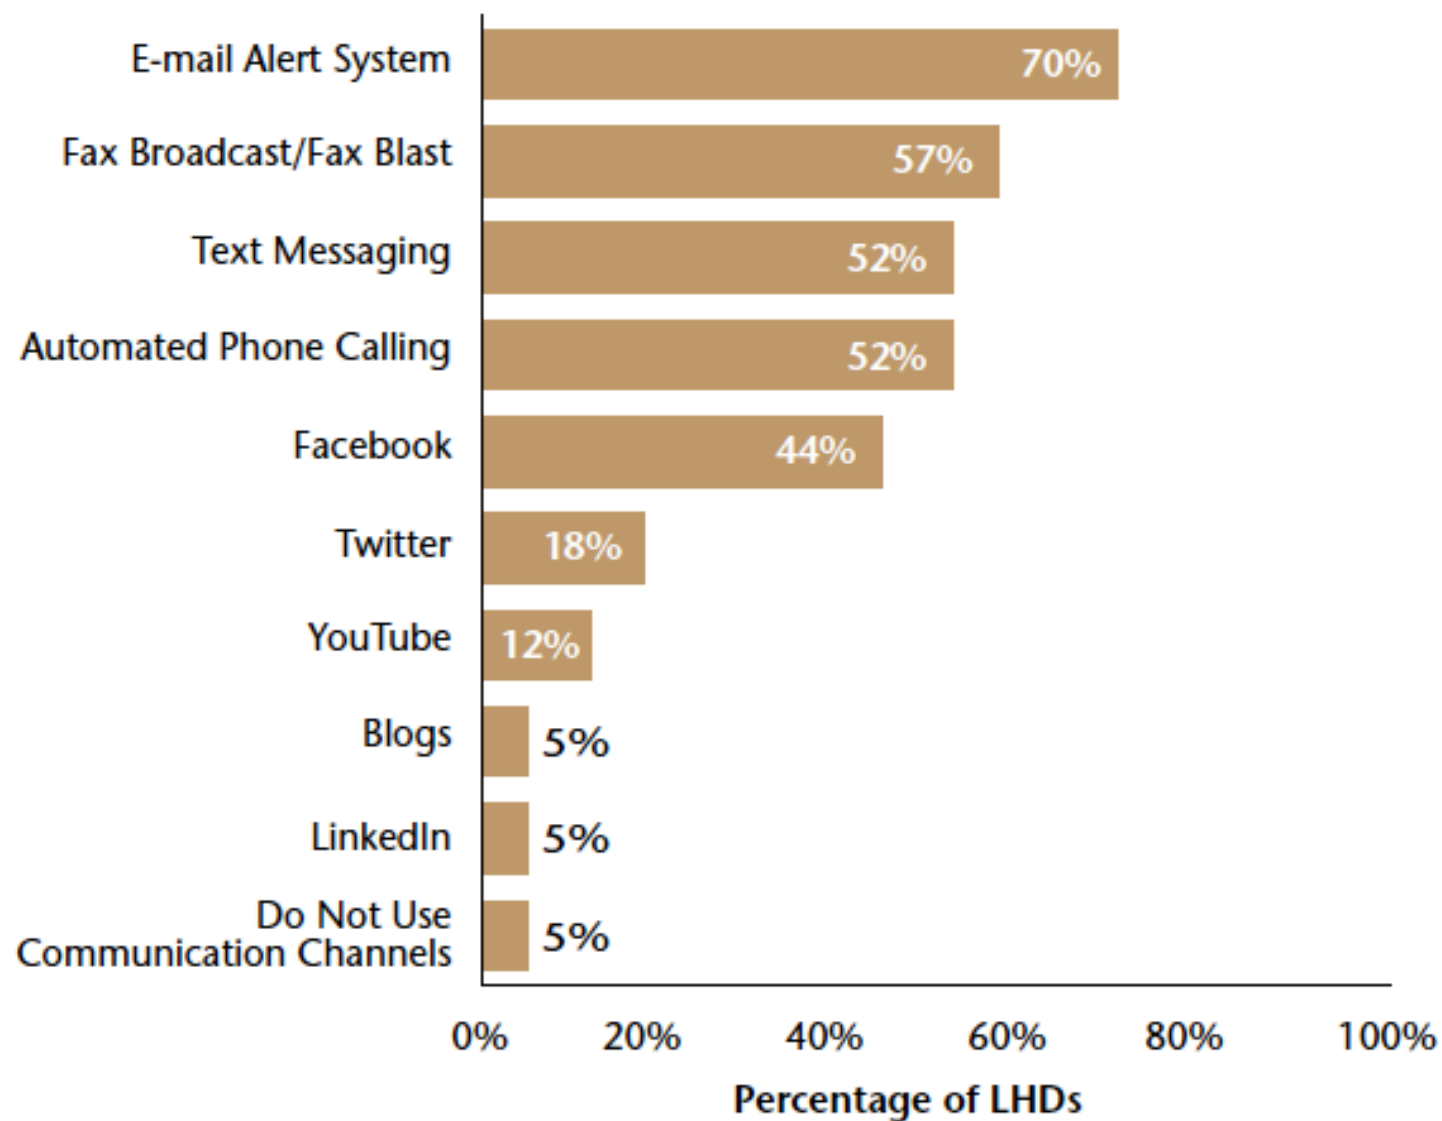 E-mail Alert System 70%
Fax Broadcast/Fax Blast 57%
Text Messaging 52%
Automated Phone Calling 52%
Facebook 44%
Twitter 18%
YouTube 12%
Blogs 5%
LinkedIn 5%
Do Not Use
Communication Channels 5%
0% 20% 40% 60% 80% 100%
Percentage of LHDs